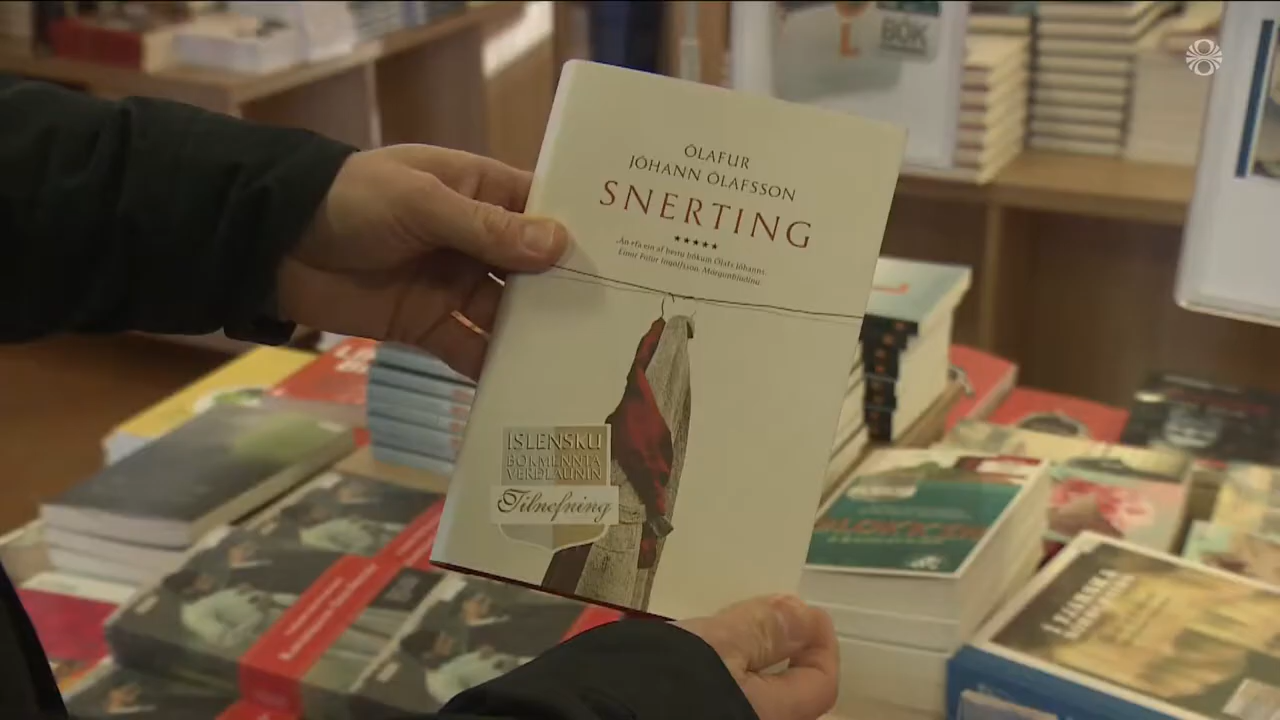 BÓK
ÓLAFUR
JÓHANN ÓLAFSSON
SNERTING
★★★★★
Án efa ein af bestu bókum Ólafs Jóhanns.
Einar Falur Ingólfsson, Morgunblaðinu.
ÍSLENSKU
BÓKMENNTA
VERÐLAUNIN
Tilnefning